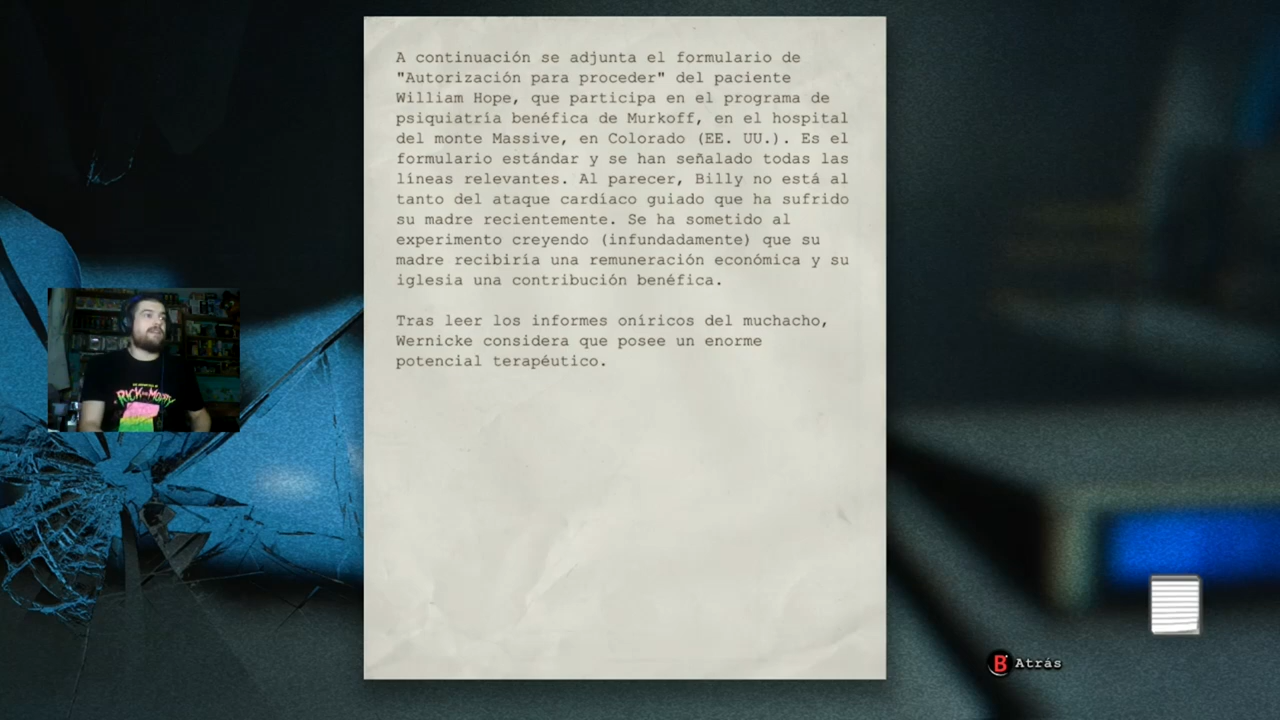 A continuación se adjunta el formulario de
"Autorización para proceder" del paciente
William Hope, que participa en el programa de
psiquiatría benéfica de Murkoff, en el hospital
del monte Massive, en Colorado (EE. UU.). Es el
formulario estándar y se han señalado todas las
líneas relevantes. Al parecer, Billy no está al
tanto del ataque cardíaco guiado que ha sufrido
su madre recientemente. Se ha sometido al
experimento creyendo (infundadamente) que su
madre recibiría una remuneración económica y su
iglesia una contribución benéfica.
Tras leer los informes oníricos del muchacho,
Wernicke considera que posee un enorme
potencial terapéutico.
RICK AND MORTY
B Atrás